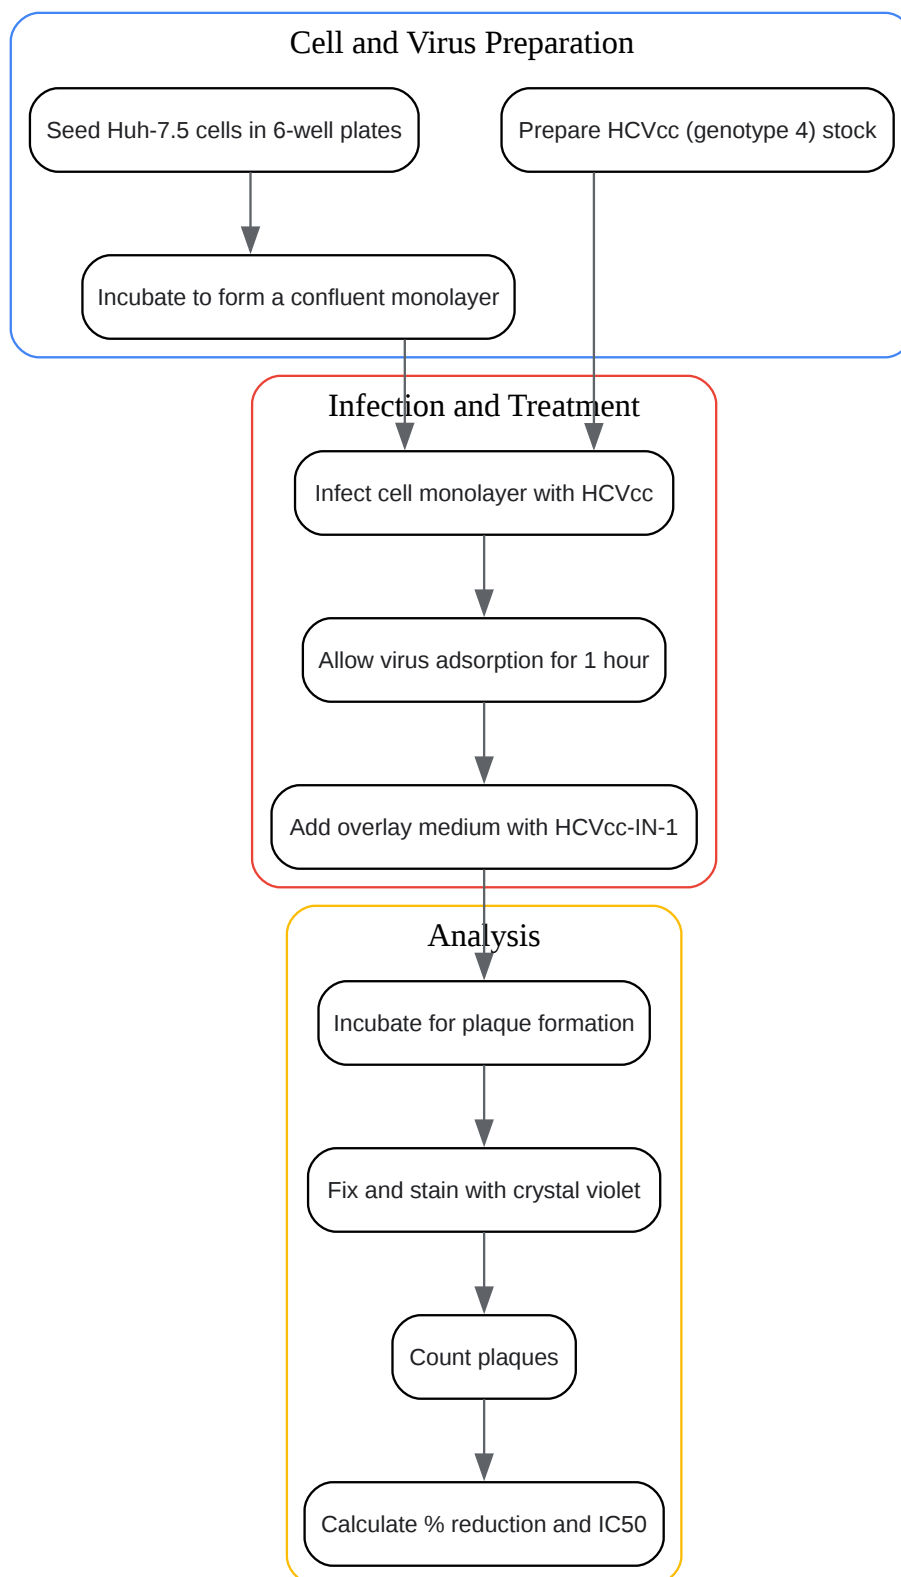 Cell and Virus Preparation
Seed Huh-7.5 cells in 6-well plates
Prepare HCVcc (genotype 4) stock
Incubate to form a confluent monolayer
Infection and Treatment
Infect cell monolayer with HCVcc
Allow virus adsorption for 1 hour
Add overlay medium with HCVcc-IN-1
Analysis
Incubate for plaque formation
Fix and stain with crystal violet
Count plaques
Calculate % reduction and IC50